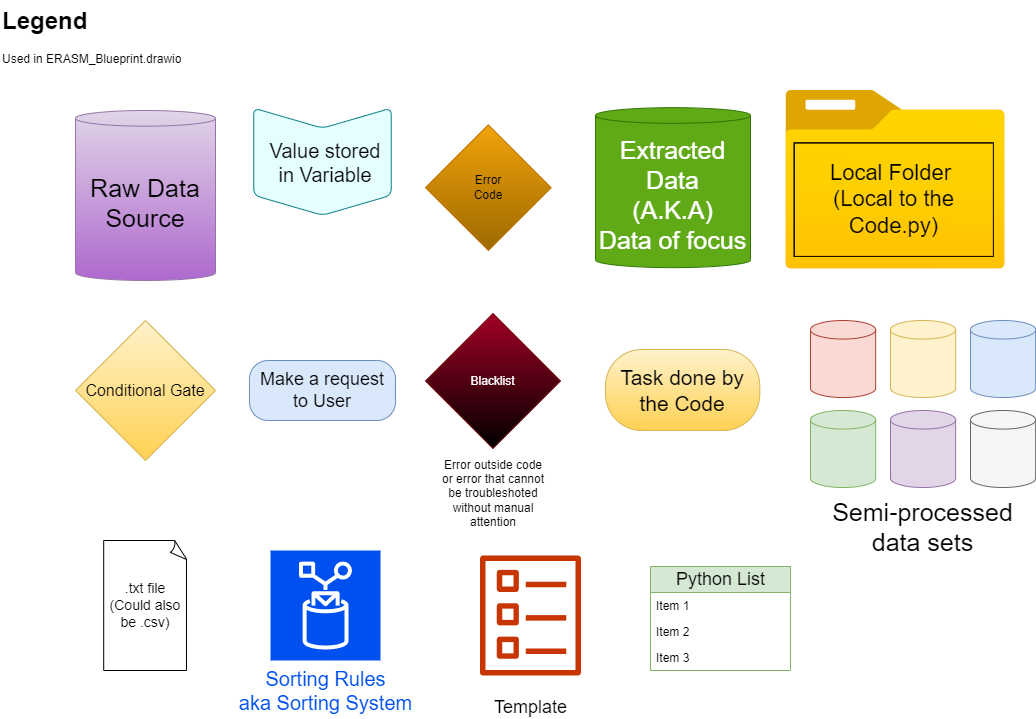 Legend
Used in ERASM_Blueprint.drawio
Raw Data
Source
Value stored
in Variable
Error
Code
Extracted
Data
(A.K.A)
Data of focus
Local Folder
(Local to the
Code.py)
Conditional Gate
Make a request
to User
Blacklist
Error outside code
or error that cannot
be troubleshoted
without manual
attention
Task done by
the Code
Semi-processed
data sets
.txt file
(Could also
be .csv)
Sorting Rules
aka Sorting System
Template
Python List
Item 1
Item 2
Item 3